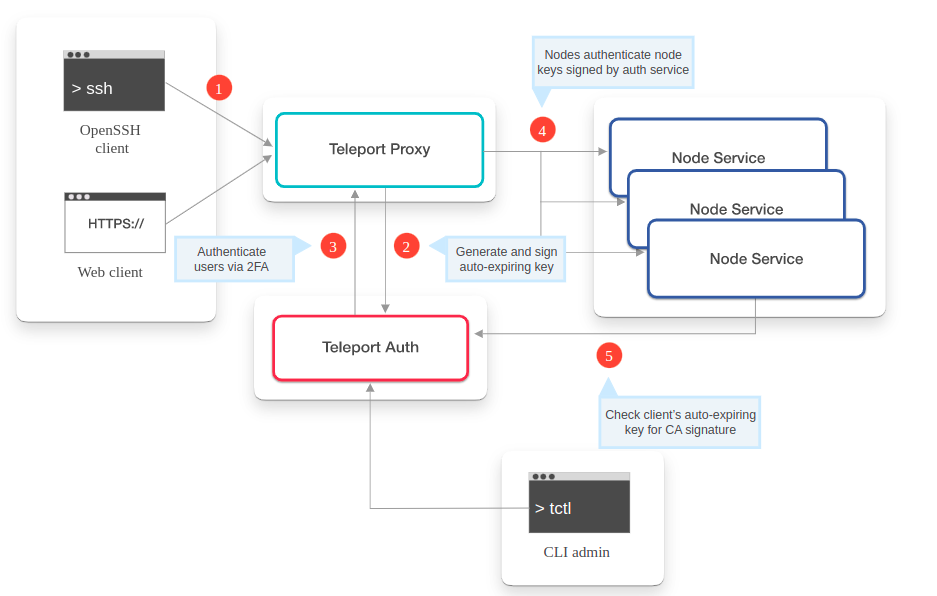 > ssh
OpenSSH
client
HTTPS://
Web client
1
Teleport Proxy
Nodes authenticate node
keys signed by auth service
4
Node Service
Node Service
Node Service
Authenticate
users via 2FA
3
2
Generate and sign
auto-expiring key
Teleport Auth
5
Check client's auto-expiring
key for CA signature
> tctl
CLI admin